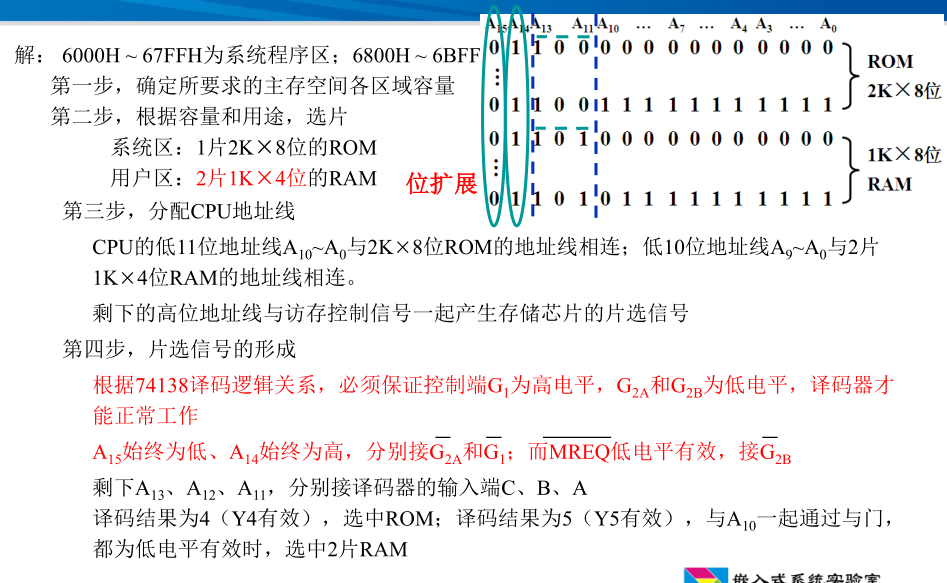 A15 A14 A13 A11 A10 … A7 … A4 A3 … A0
0 1 1 0 0 0 0 0 0 0 0 0 0 0 0 0
⋮
0 1 1 0 0 1 1 1 1 1 1 1 1 1 1 1
ROM
2K×8位
0 1 1 0 1 0 0 0 0 0 0 0 0 0 0 0
⋮
0 1 1 0 1 0 1 1 1 1 1 1 1 1 1 1
1K×8位
RAM
解： 6000H ~ 67FFH为系统程序区；6800H ~ 6BFF
第一步，确定所要求的主存空间各区域容量
第二步，根据容量和用途，选片
系统区：1片2K×8位的ROM
用户区：2片1K×4位的RAM
位扩展
第三步，分配CPU地址线
CPU的低11位地址线A10~A0与2K×8位ROM的地址线相连；低10位地址线A9~A0与2片
1K×4位RAM的地址线相连。
剩下的高位地址线与访存控制信号一起产生存储芯片的片选信号
第四步，片选信号的形成
根据74138译码逻辑关系，必须保证控制端G1为高电平，G2A和G2B为低电平，译码器才
能正常工作
A15始终为低、A14始终为高，分别接G2A和G1；而MREQ低电平有效，接G2B
剩下A13、A12、A11，分别接译码器的输入端C、B、A
译码结果为4（Y4有效），选中ROM；译码结果为5（Y5有效），与A10一起通过与门，
都为低电平有效时，选中2片RAM
嵌入式系统实验室